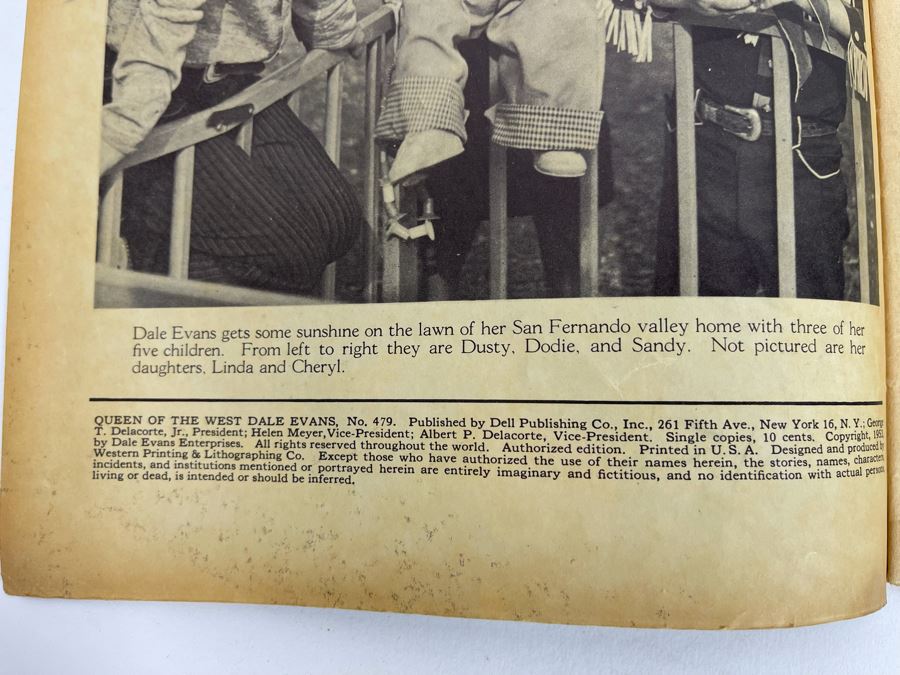 Dale Evans gets some sunshine on the lawn of her San Fernando valley home with three of her
five children. From left to right they are Dusty, Dodie, and Sandy. Not pictured are her
daughters, Linda and Cheryl.
QUEEN OF THE WEST DALE EVANS, No. 479. Published by Dell Publishing Co., Inc., 261 Fifth Ave., New York 16, N. Y.; George
T. Delacorte, Jr., President; Helen Meyer, Vice-President; Albert P. Delacorte, Vice-President. Single copies, 10 cents. Copyright, 1953,
by Dale Evans Enterprises. All rights reserved throughout the world. Authorized edition. Printed in U. S. A. Designed and produced by
Western Printing & Lithographing Co. Except those who have authorized the use of their names herein, the stories, names, characters,
incidents, and institutions mentioned or portrayed herein are entirely imaginary and fictitious, and no identification with actual persons,
living or dead, is intended or should be inferred.